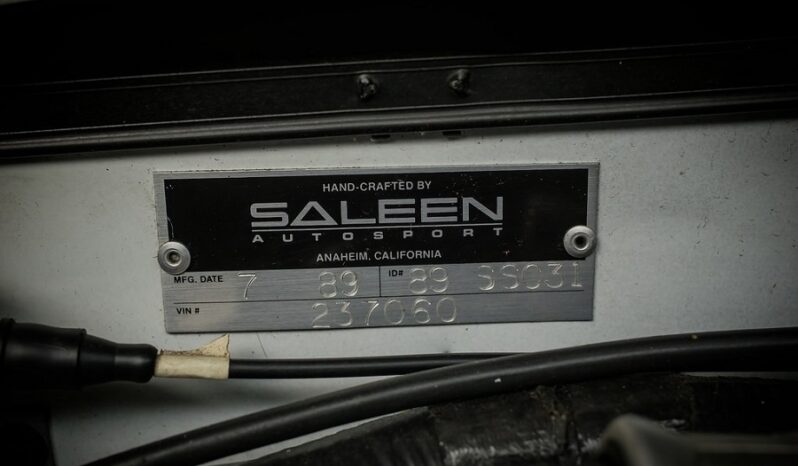 HAND-CRAFTED BY
SALEEN
AUTOSPORT
ANAHEIM, CALIFORNIA
MFG. DATE 7 89 ID# 89 SS031
VIN # 237060